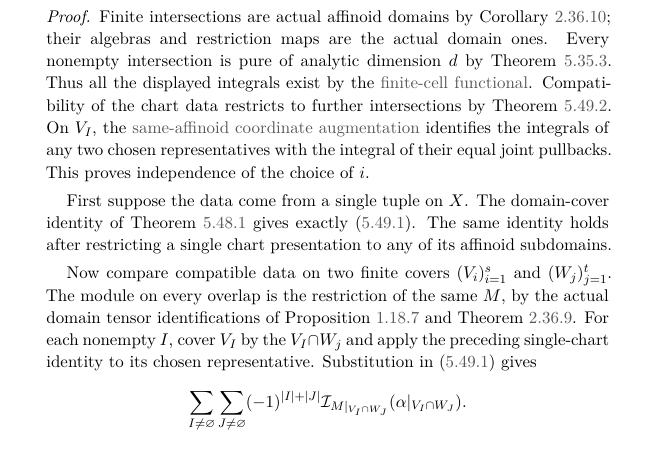 Proof. Finite intersections are actual affinoid domains by Corollary 2.36.10;
their algebras and restriction maps are the actual domain ones. Every
nonempty intersection is pure of analytic dimension d by Theorem 5.35.3.
Thus all the displayed integrals exist by the finite-cell functional. Compati-
bility of the chart data restricts to further intersections by Theorem 5.49.2.
On V_I, the same-affinoid coordinate augmentation identifies the integrals of
any two chosen representatives with the integral of their equal joint pullbacks.
This proves independence of the choice of i.
First suppose the data come from a single tuple on X. The domain-cover
identity of Theorem 5.48.1 gives exactly (5.49.1). The same identity holds
after restricting a single chart presentation to any of its affinoid subdomains.
Now compare compatible data on two finite covers (V_i)_{i=1}^s and (W_j)_{j=1}^t.
The module on every overlap is the restriction of the same M, by the actual
domain tensor identifications of Proposition 1.18.7 and Theorem 2.36.9. For
each nonempty I, cover V_I by the V_I∩W_j and apply the preceding single-chart
identity to its chosen representative. Substitution in (5.49.1) gives
∑_{I≠∅} ∑_{J≠∅} (−1)^{|I|+|J|} 𝓘_{M|_{V_I∩W_J}} (α|_{V_I∩W_J}).